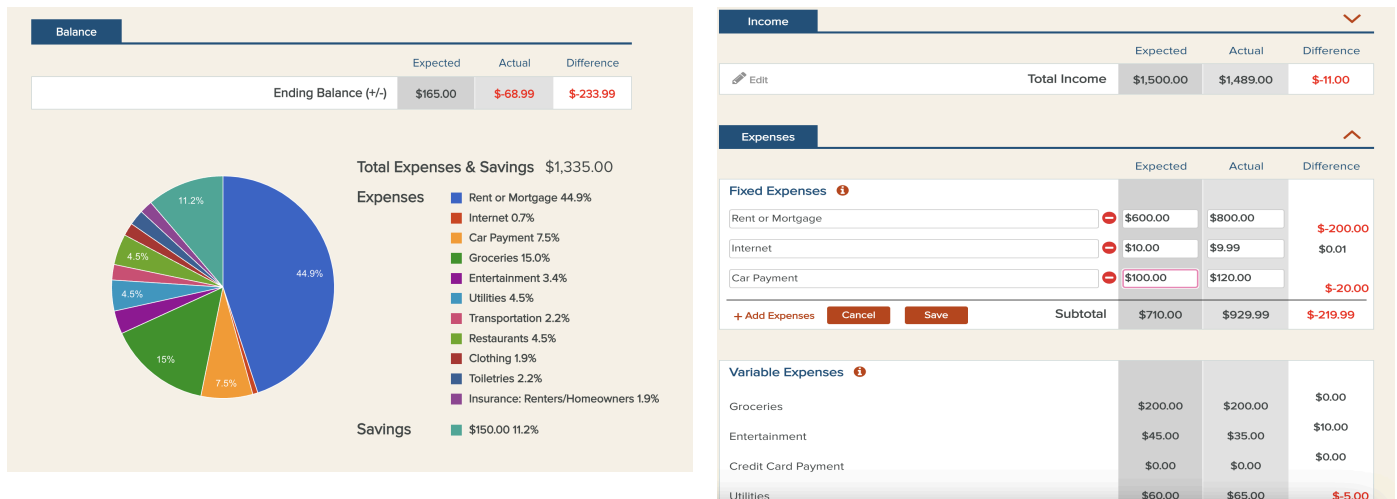 Balance
Expected Actual Difference
Ending Balance (+/-) $165.00 $-68.99 $-233.99
Total Expenses & Savings $1,335.00
Expenses
Rent or Mortgage 44.9%
Internet 0.7%
Car Payment 7.5%
Groceries 15.0%
Entertainment 3.4%
Utilities 4.5%
Transportation 2.2%
Restaurants 4.5%
Clothing 1.9%
Toiletries 2.2%
Insurance: Renters/Homeowners 1.9%
Savings $150.00 11.2%
11.2%
44.9%
4.5%
4.5%
15%
7.5%
Income
Expected Actual Difference
Edit Total Income $1,500.00 $1,489.00 $-11.00
Expenses
Expected Actual Difference
Fixed Expenses
Rent or Mortgage $600.00 $800.00 $-200.00
Internet $10.00 $9.99 $0.01
Car Payment $100.00 $120.00 $-20.00
+ Add Expenses Cancel Save Subtotal $710.00 $929.99 $-219.99
Variable Expenses
Groceries $200.00 $200.00 $0.00
Entertainment $45.00 $35.00 $10.00
Credit Card Payment $0.00 $0.00 $0.00
Utilities $60.00 $65.00 $-5.00